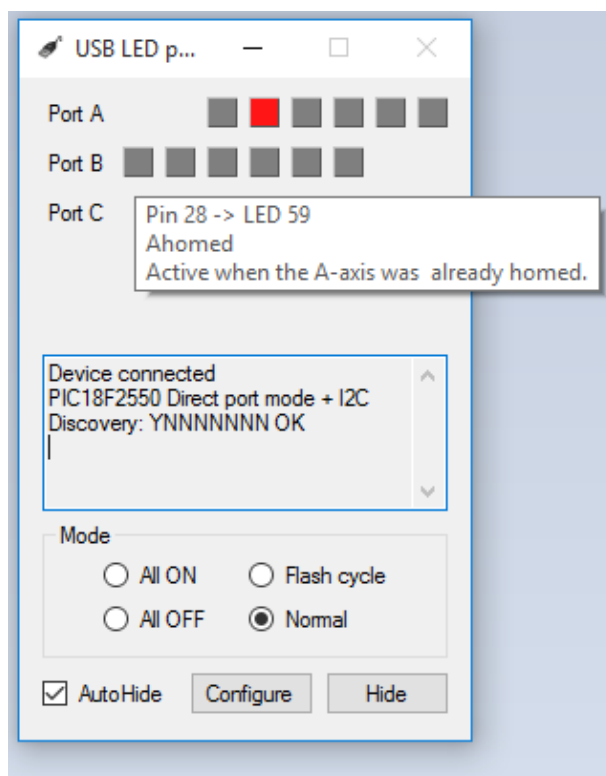 USB LED p...
Port A
Port B
Port C
Pin 28 -> LED 59
Ahomed
Active when the A-axis was already homed.
Device connected
PIC18F2550 Direct port mode + I2C
Discovery: YNNNNNNN OK
Mode
All ON
Flash cycle
All OFF
Normal
AutoHide
Configure
Hide